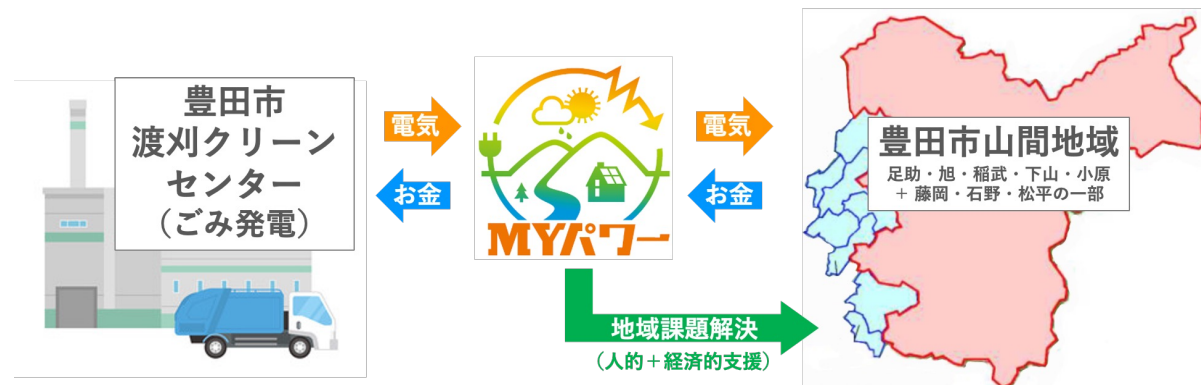 豊田市
渡刈クリーン
センター
(ごみ発電)
電気
お金
MYパワー
電気
お金
地域課題解決
(人的+経済的支援)
豊田市山間地域
足助・旭・稲武・下山・小原
+ 藤岡・石野・松平の一部